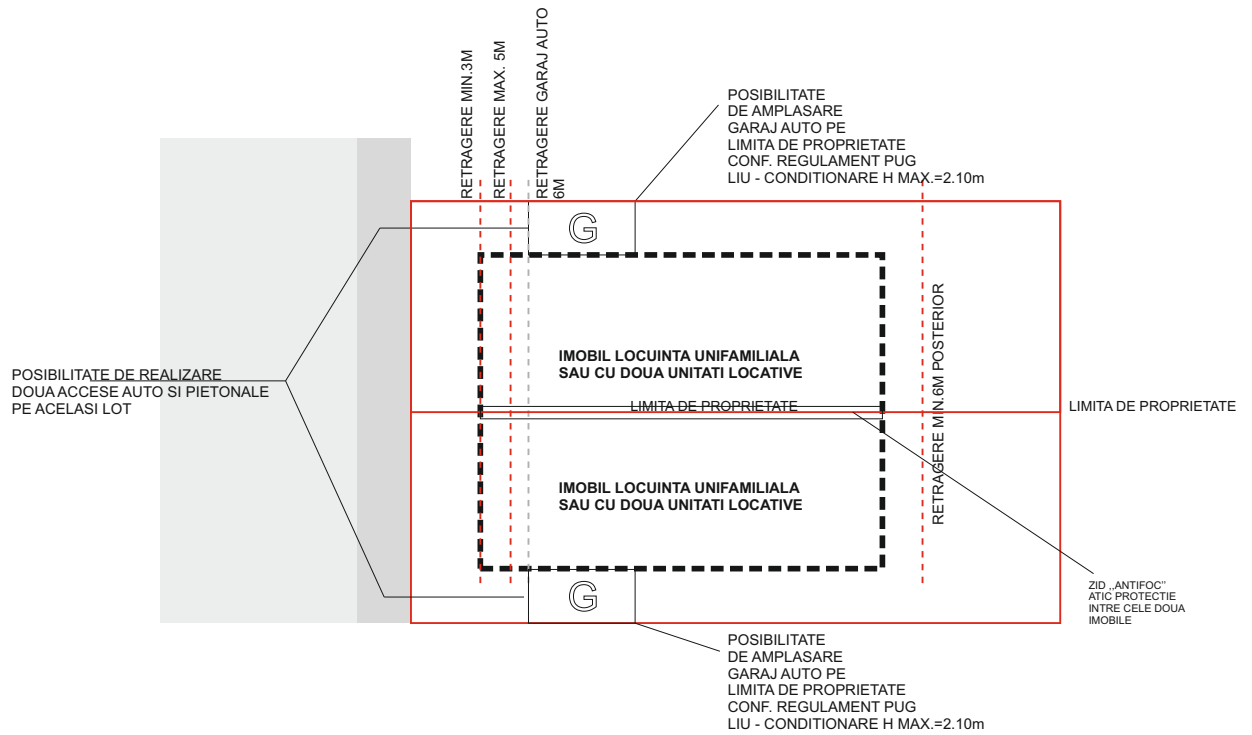 RETRAGERE MIN.3M
RETRAGERE MAX. 5M
RETRAGERE GARAJ AUTO
6M
POSIBILITATE
DE AMPLASARE
GARAJ AUTO PE
LIMITA DE PROPRIETATE
CONF. REGULAMENT PUG
LIU - CONDITIONARE H MAX.=2.10m
G
IMOBIL LOCUINTA UNIFAMILIALA
SAU CU DOUA UNITATI LOCATIVE
POSIBILITATE DE REALIZARE
DOUA ACCESE AUTO SI PIETONALE
PE ACELASI LOT
LIMITA DE PROPRIETATE
RETRAGERE MIN.6M POSTERIOR
LIMITA DE PROPRIETATE
IMOBIL LOCUINTA UNIFAMILIALA
SAU CU DOUA UNITATI LOCATIVE
G
ZID ,,ANTIFOC"
ATIC PROTECTIE
INTRE CELE DOUA
IMOBILE
POSIBILITATE
DE AMPLASARE
GARAJ AUTO PE
LIMITA DE PROPRIETATE
CONF. REGULAMENT PUG
LIU - CONDITIONARE H MAX.=2.10m